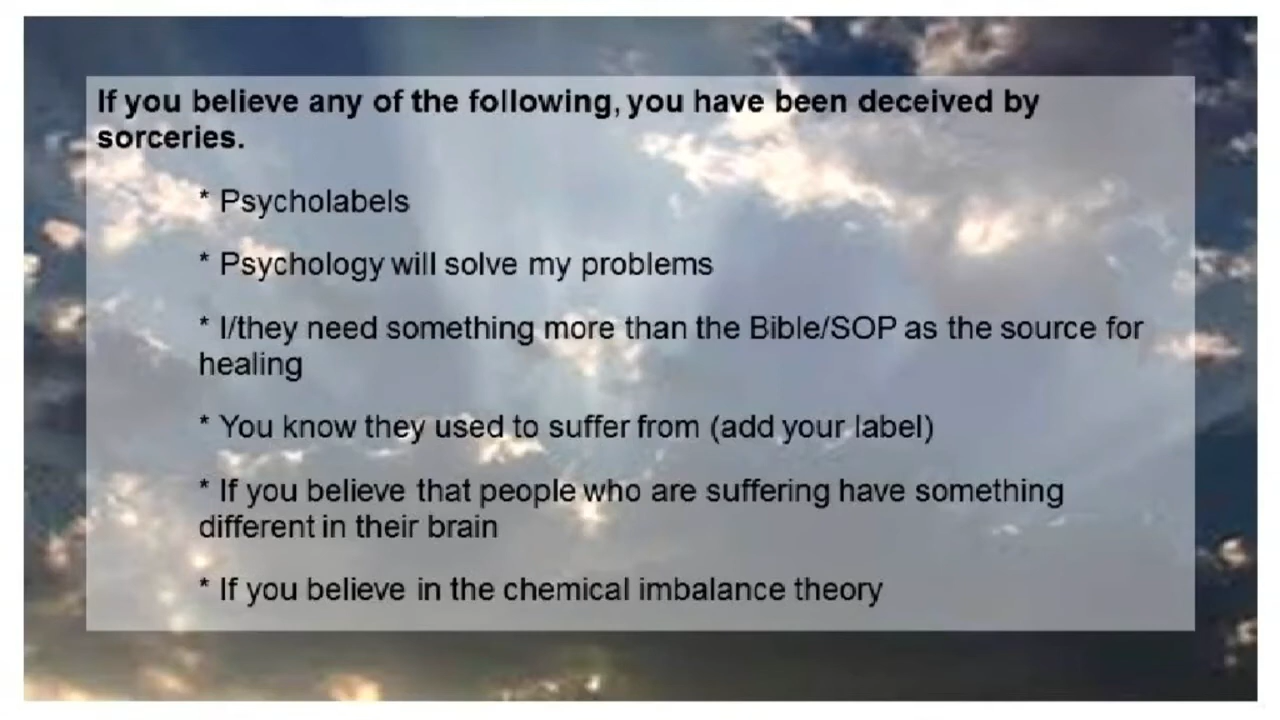 If you believe any of the following, you have been deceived by
sorceries.
* Psycholabels
* Psychology will solve my problems
* I/they need something more than the Bible/SOP as the source for
healing
* You know they used to suffer from (add your label)
* If you believe that people who are suffering have something
different in their brain
* If you believe in the chemical imbalance theory